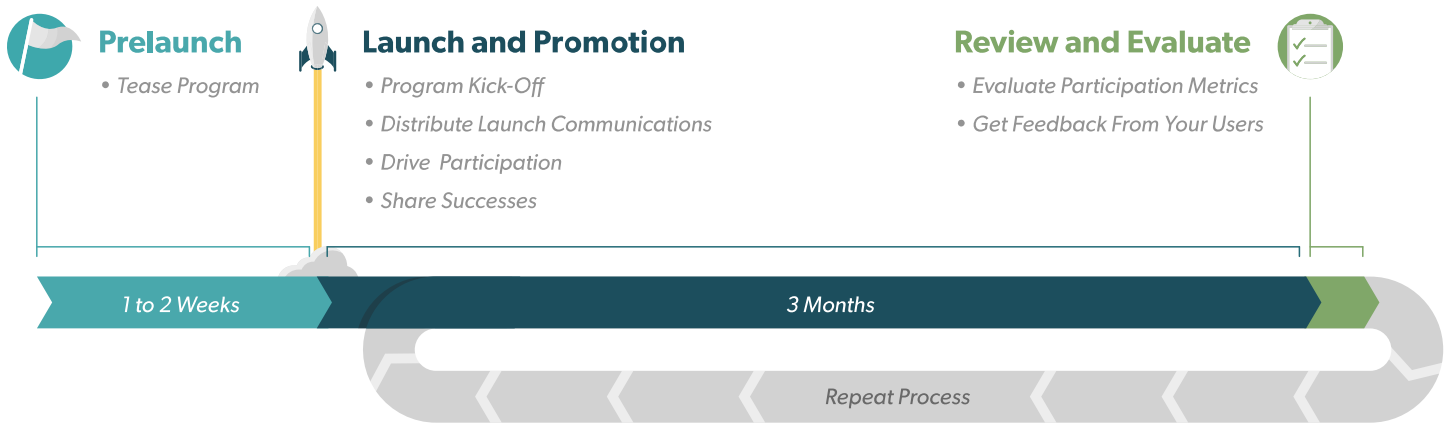 Prelaunch
• Tease Program
Launch and Promotion
• Program Kick-Off
• Distribute Launch Communications
• Drive Participation
• Share Successes
Review and Evaluate
• Evaluate Participation Metrics
• Get Feedback From Your Users
1 to 2 Weeks
3 Months
Repeat Process